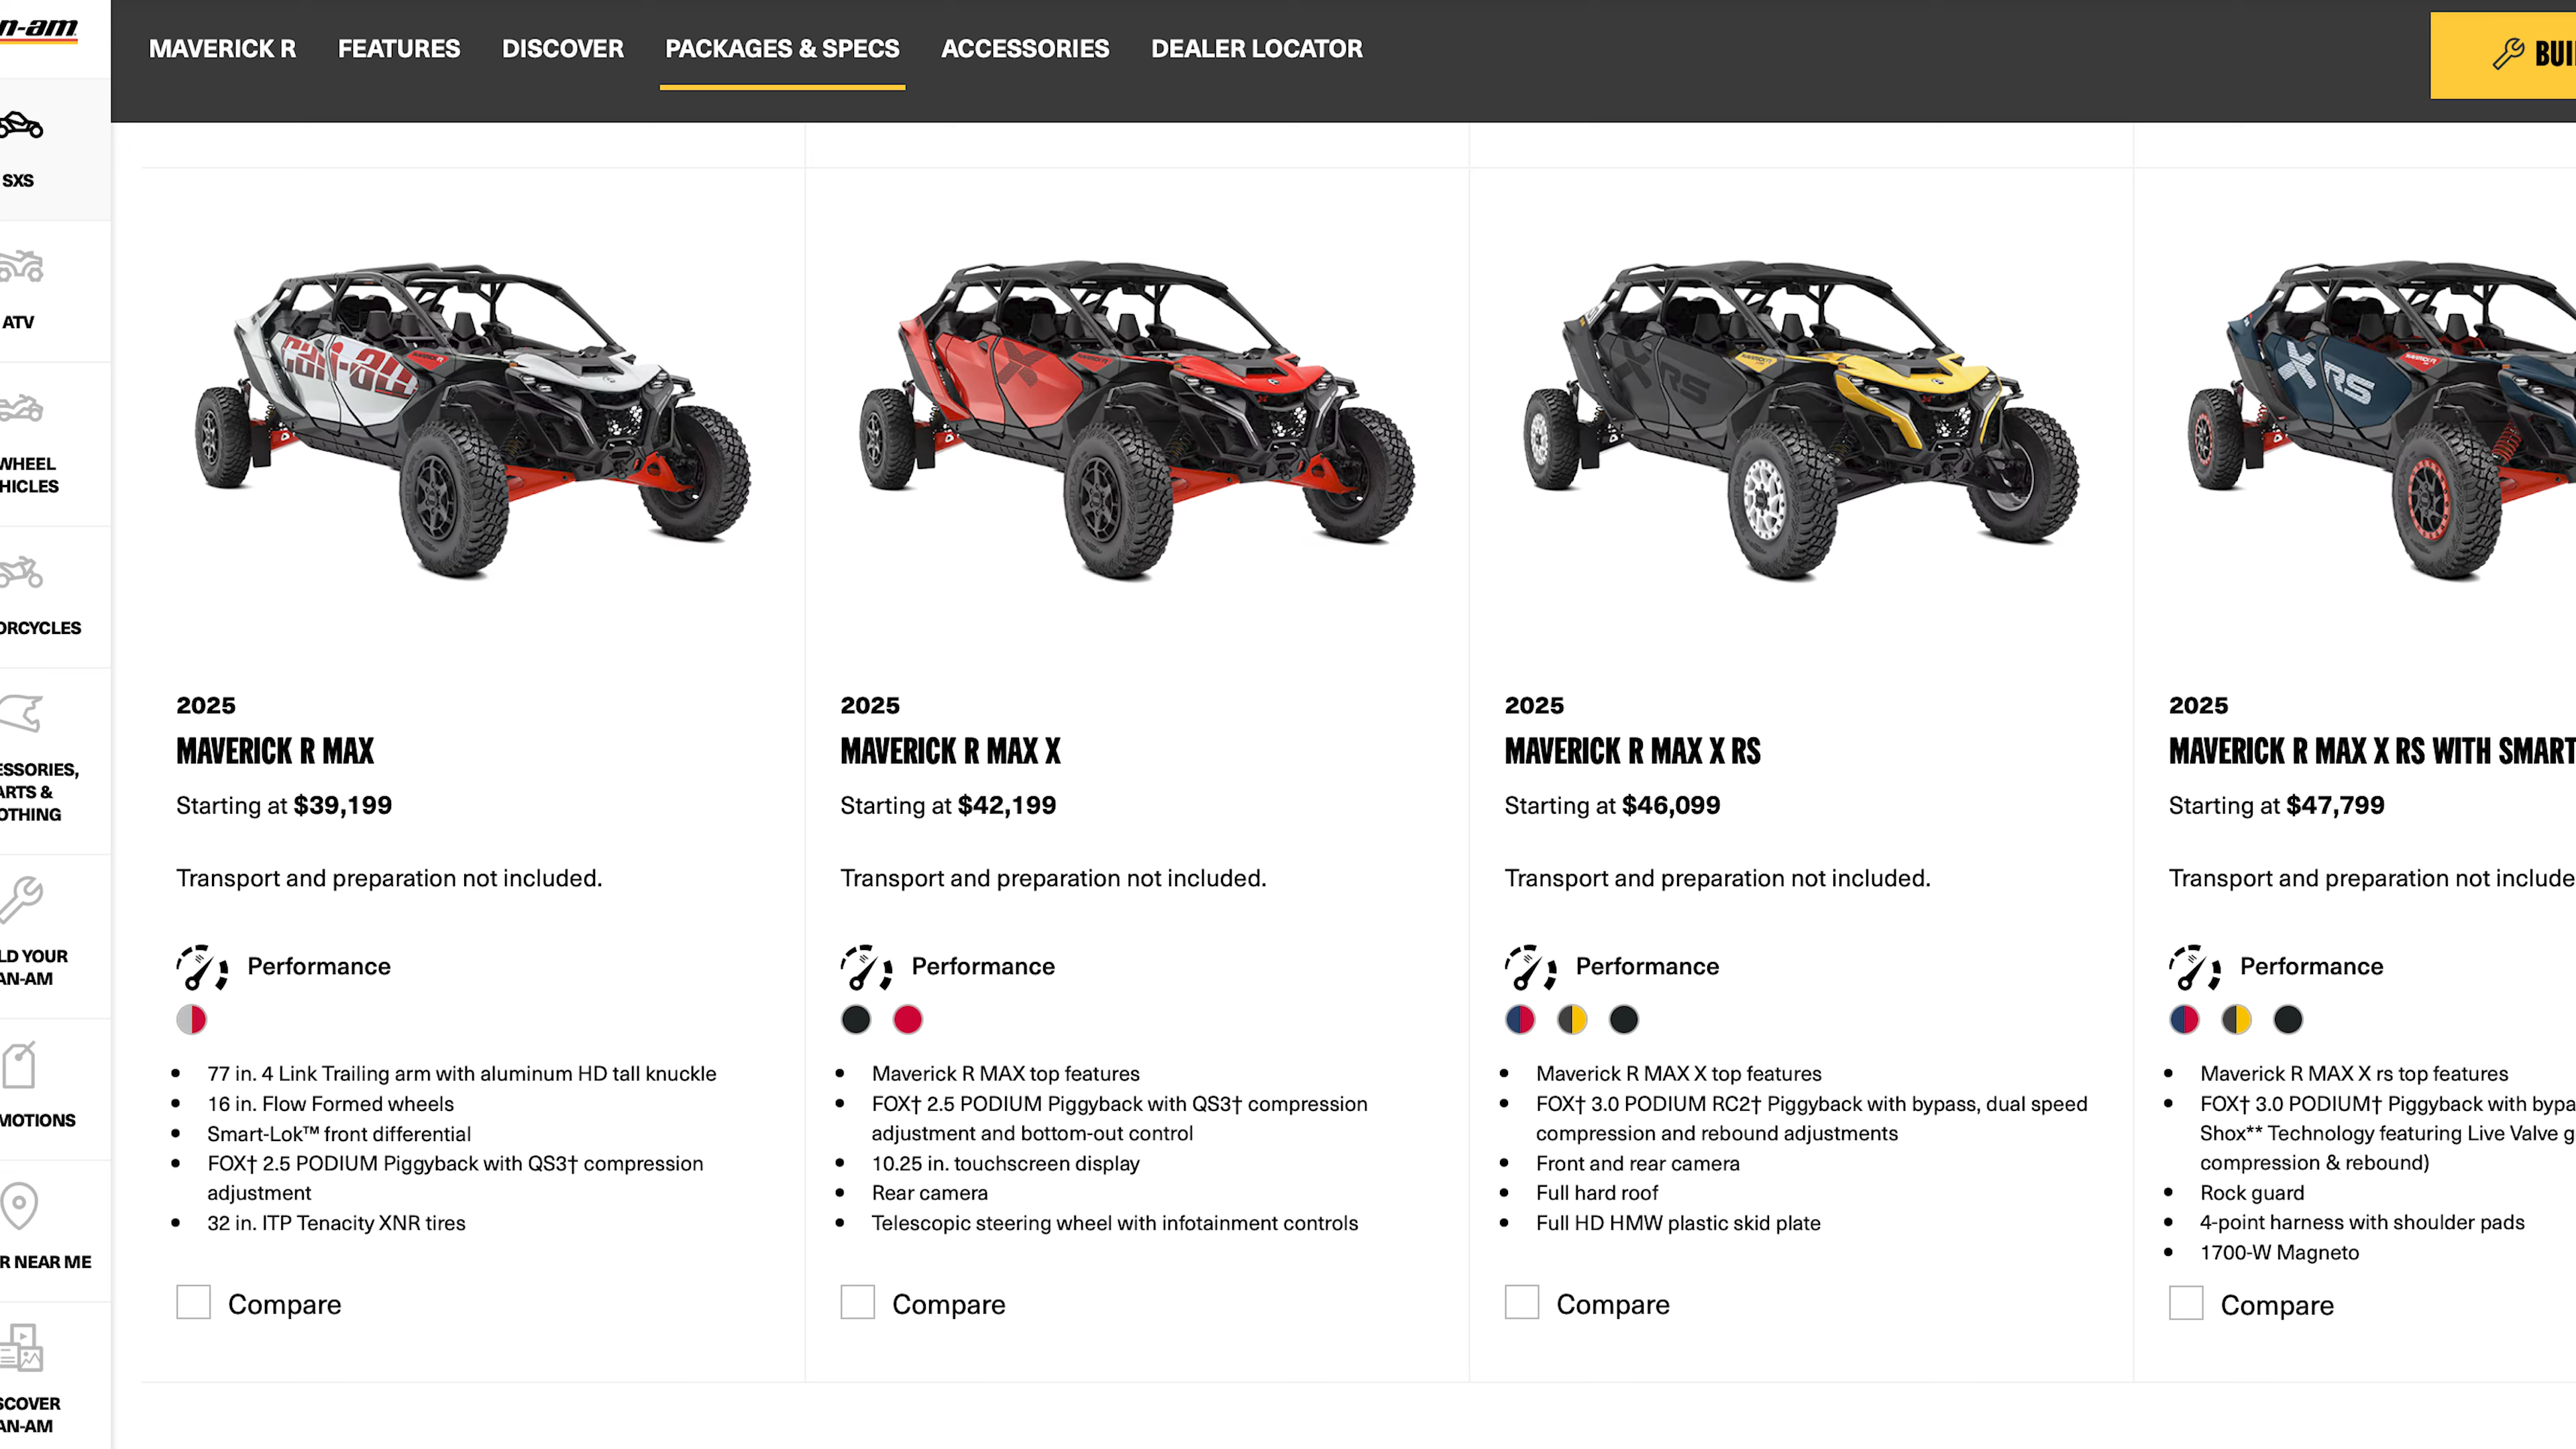 n-am
MAVERICK R FEATURES DISCOVER PACKAGES & SPECS ACCESSORIES DEALER LOCATOR
BUI
SXS
ATV
WHEEL
HICLES
ORCYCLES
ESSORIES,
ARTS &
OTHING
LD YOUR
AN-AM
MOTIONS
R NEAR ME
SCOVER
AN-AM
can-am
2025
MAVERICK R MAX
Starting at $39,199
Transport and preparation not included.
Performance
• 77 in. 4 Link Trailing arm with aluminum HD tall knuckle
• 16 in. Flow Formed wheels
• Smart-Lok™ front differential
• FOX† 2.5 PODIUM Piggyback with QS3† compression
adjustment
• 32 in. ITP Tenacity XNR tires
Compare
X
2025
MAVERICK R MAX X
Starting at $42,199
Transport and preparation not included.
Performance
• Maverick R MAX top features
• FOX† 2.5 PODIUM Piggyback with QS3† compression
adjustment and bottom-out control
• 10.25 in. touchscreen display
• Rear camera
• Telescopic steering wheel with infotainment controls
Compare
X RS
2025
MAVERICK R MAX X RS
Starting at $46,099
Transport and preparation not included.
Performance
• Maverick R MAX X top features
• FOX† 3.0 PODIUM RC2† Piggyback with bypass, dual speed
compression and rebound adjustments
• Front and rear camera
• Full hard roof
• Full HD HMW plastic skid plate
Compare
X RS
2025
MAVERICK R MAX X RS WITH SMART
Starting at $47,799
Transport and preparation not include
Performance
• Maverick R MAX X rs top features
• FOX† 3.0 PODIUM† Piggyback with bypa
Shox** Technology featuring Live Valve g
compression & rebound)
• Rock guard
• 4-point harness with shoulder pads
• 1700-W Magneto
Compare